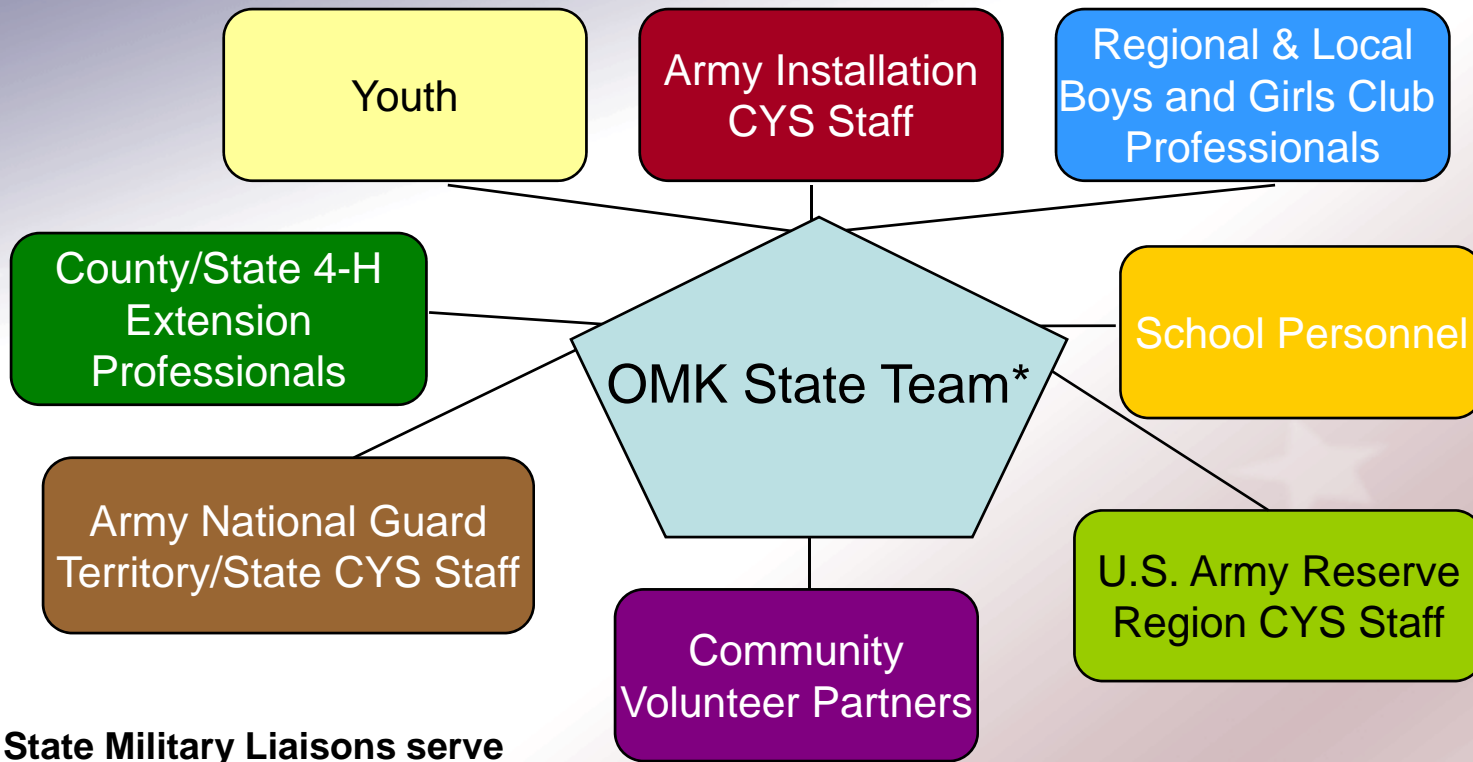 Youth
Army Installation
CYS Staff
Regional & Local
Boys and Girls Club
Professionals
County/State 4-H
Extension
Professionals
OMK State Team*
School Personnel
Army National Guard
Territory/State CYS Staff
U.S. Army Reserve
Region CYS Staff
Community
Volunteer Partners
State Military Liaisons serve